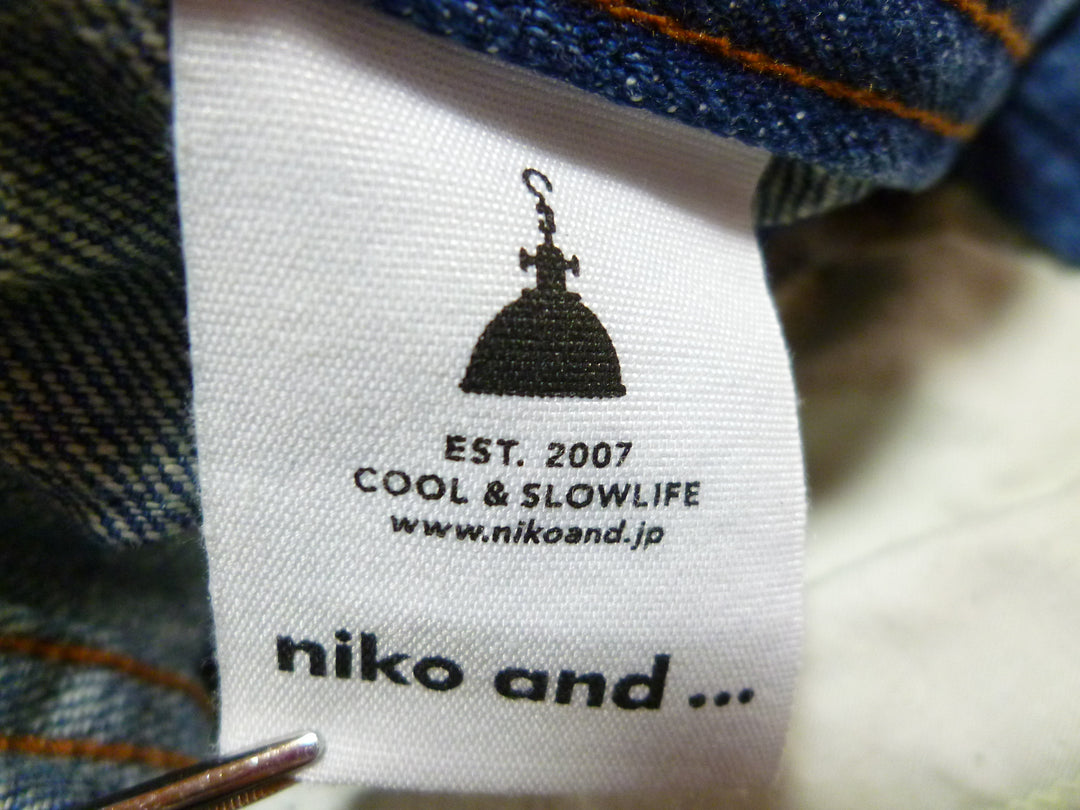 EST. 2007
COOL & SLOWLIFE
www.nikoand.jp
niko and ...